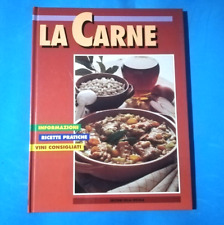 LA CARNE
INFORMAZIONI
RICETTE PRATICHE
VINI CONSIGLIATI